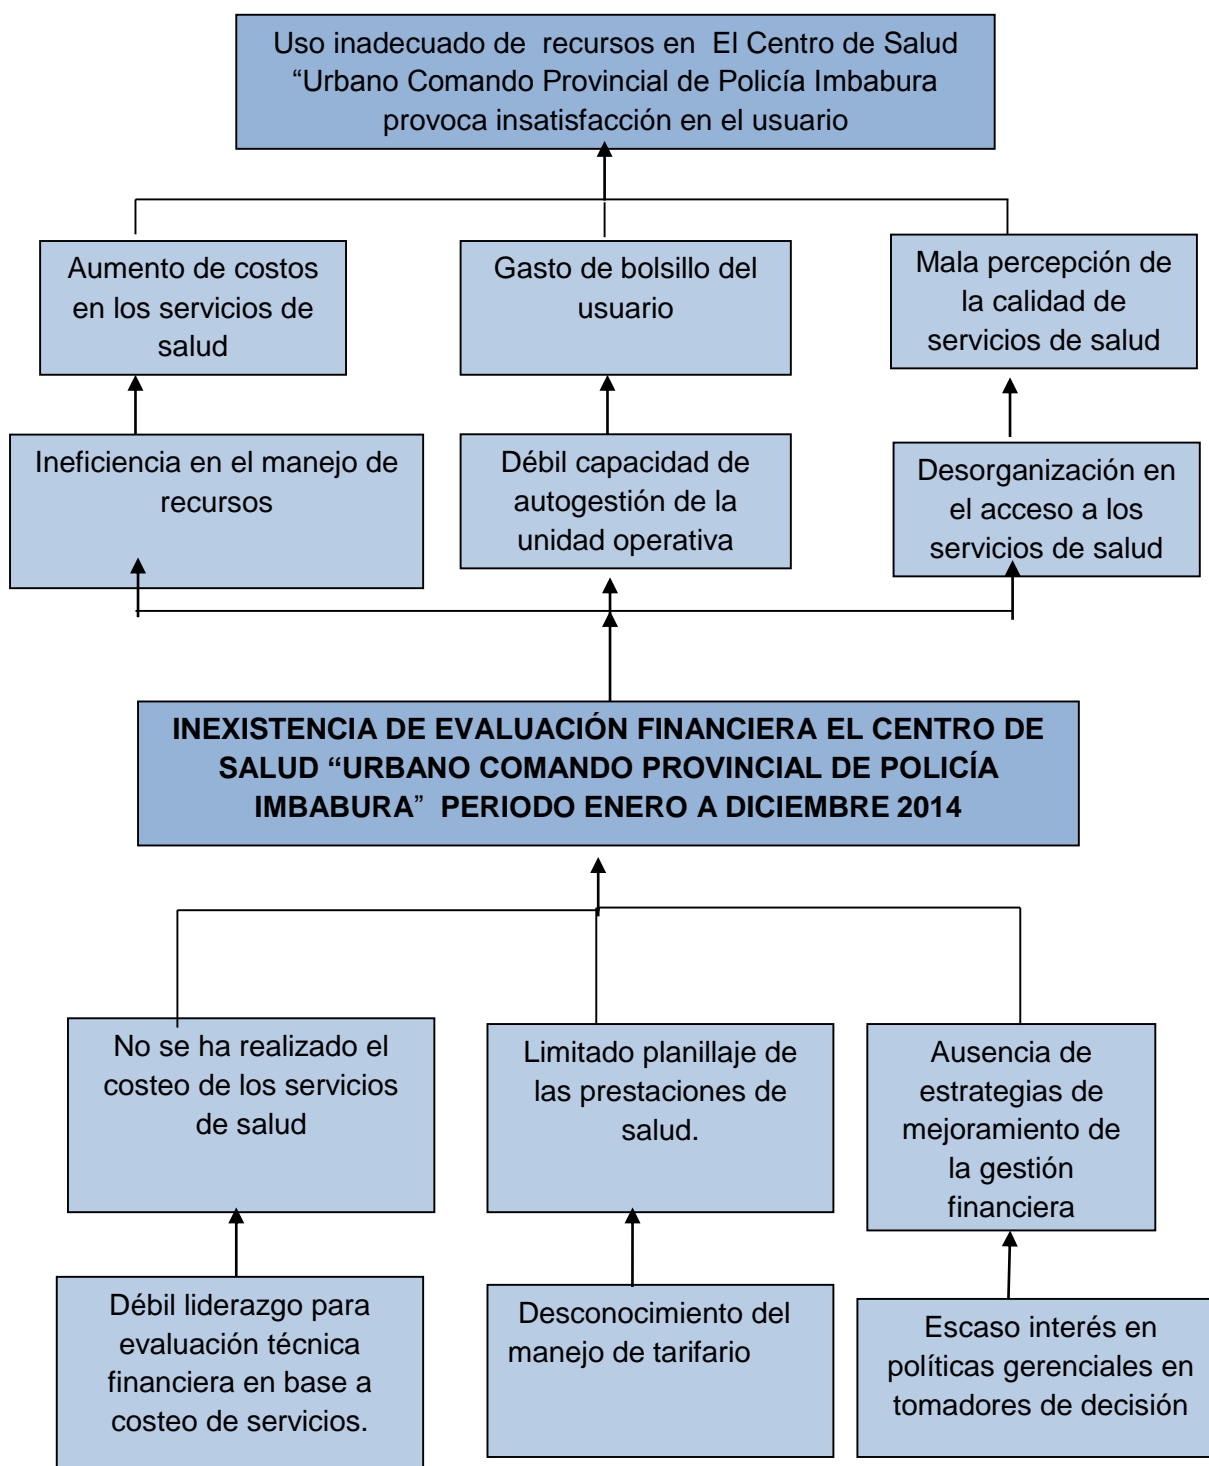 Uso inadecuado de  recursos en  El Centro de Salud
“Urbano Comando Provincial de Policía Imbabura
provoca insatisfacción en el usuario
Aumento de costos
en los servicios de
salud
Gasto de bolsillo del
usuario
Mala percepción de
la calidad de
servicios de salud
Ineficiencia en el manejo de
recursos
Débil capacidad de
autogestión de la
unidad operativa
Desorganización en
el acceso a los
servicios de salud
INEXISTENCIA DE EVALUACIÓN FINANCIERA EL CENTRO DE
SALUD “URBANO COMANDO PROVINCIAL DE POLICÍA
IMBABURA”  PERIODO ENERO A DICIEMBRE 2014
No se ha realizado el
costeo de los servicios
de salud
Limitado planillaje de
las prestaciones de
salud.
Ausencia de
estrategias de
mejoramiento de
la gestión
financiera
Débil liderazgo para
evaluación técnica
financiera en base a
costeo de servicios.
Desconocimiento del
manejo de tarifario
Escaso interés en
políticas gerenciales en
tomadores de decisión